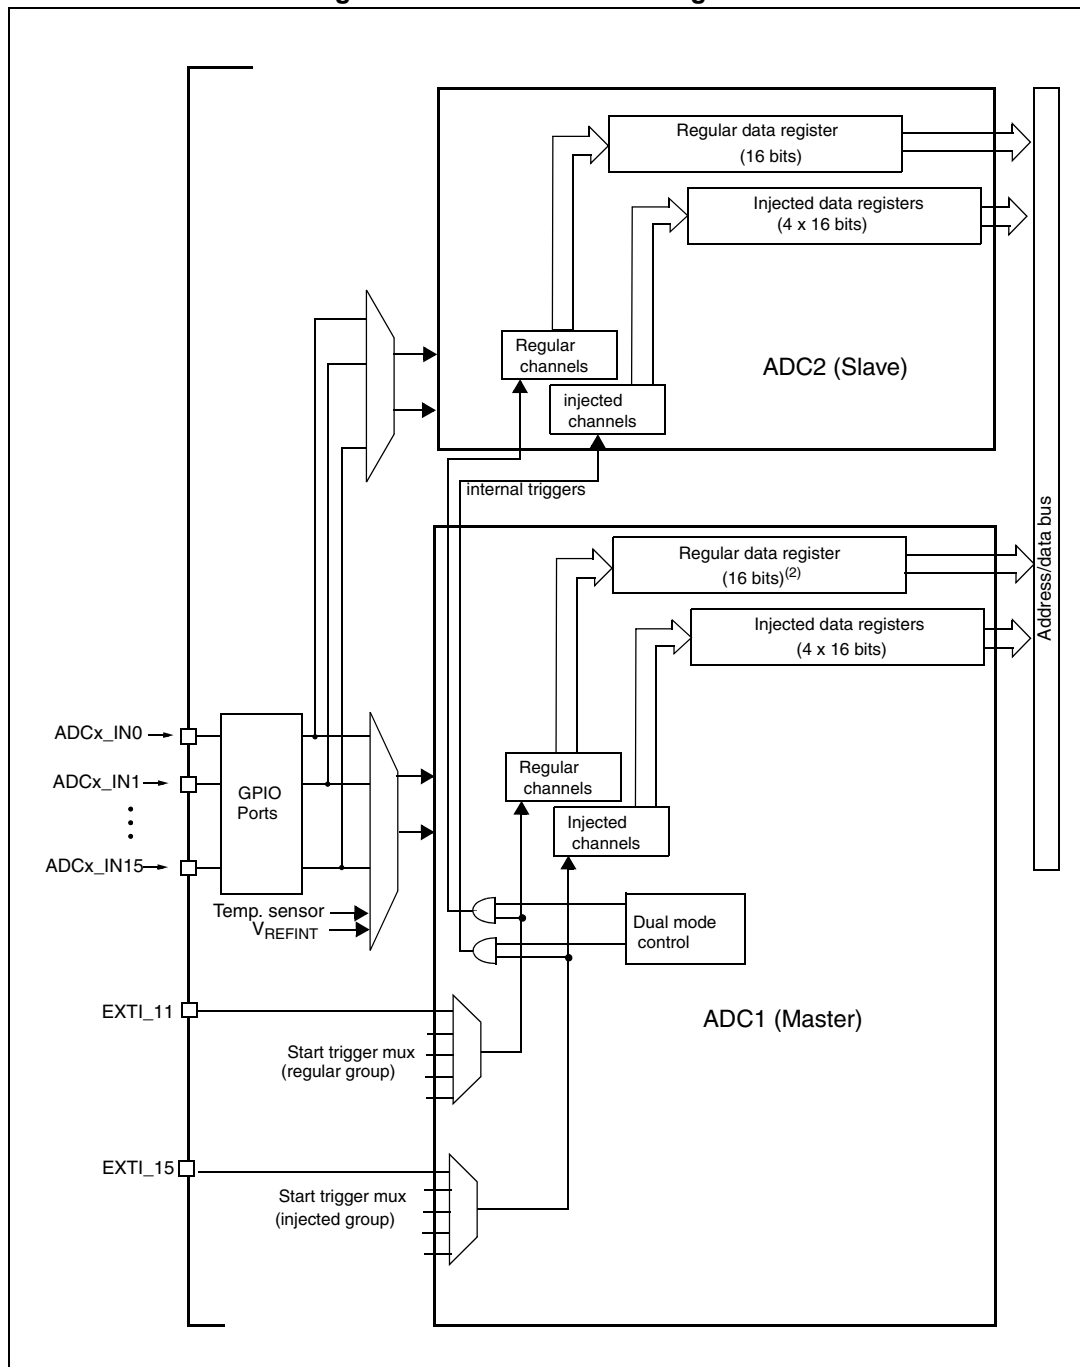 Regular data register
(16 bits)
Injected data registers
(4 x 16 bits)
Regular
channels
ADC2 (Slave)
injected
channels
internal triggers
Address/data bus
Regular data register
(16 bits)(2)
Injected data registers
(4 x 16 bits)
ADCx_IN0
ADCx_IN1
ADCx_IN15
GPIO
Ports
Regular
channels
Injected
channels
Temp. sensor
VREFINT
Dual mode
control
EXTI_11
ADC1 (Master)
Start trigger mux
(regular group)
EXTI_15
Start trigger mux
(injected group)